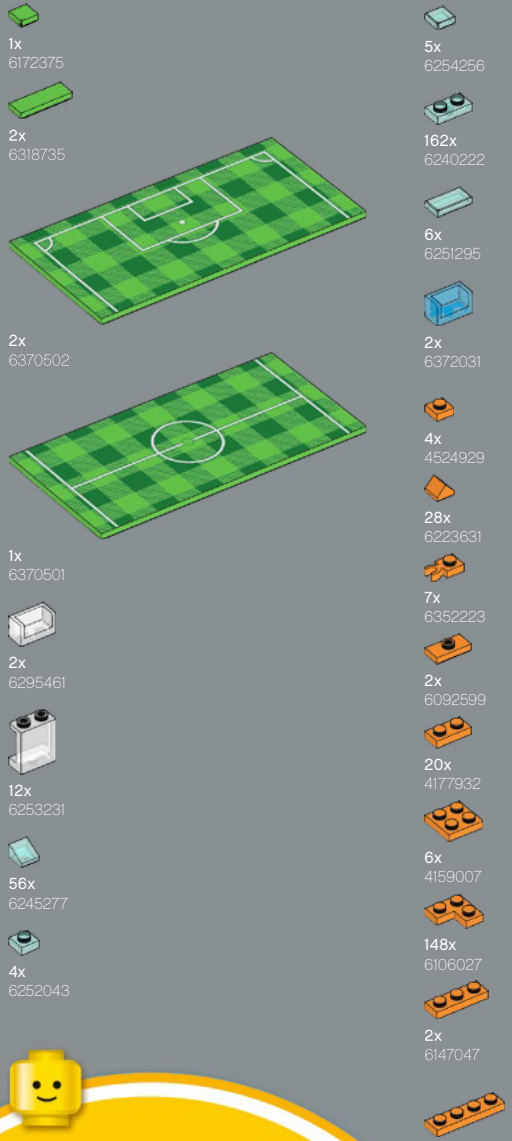 1x
6172375
2x
6318735
2x
6370502
1x
6370501
2x
6295461
12x
6253231
56x
6245277
4x
6252043
5x
6254256
162x
6240222
6x
6251295
2x
6372031
4x
4524929
28x
6223631
7x
6352223
2x
6092599
20x
4177932
6x
4159007
148x
6106027
2x
6147047